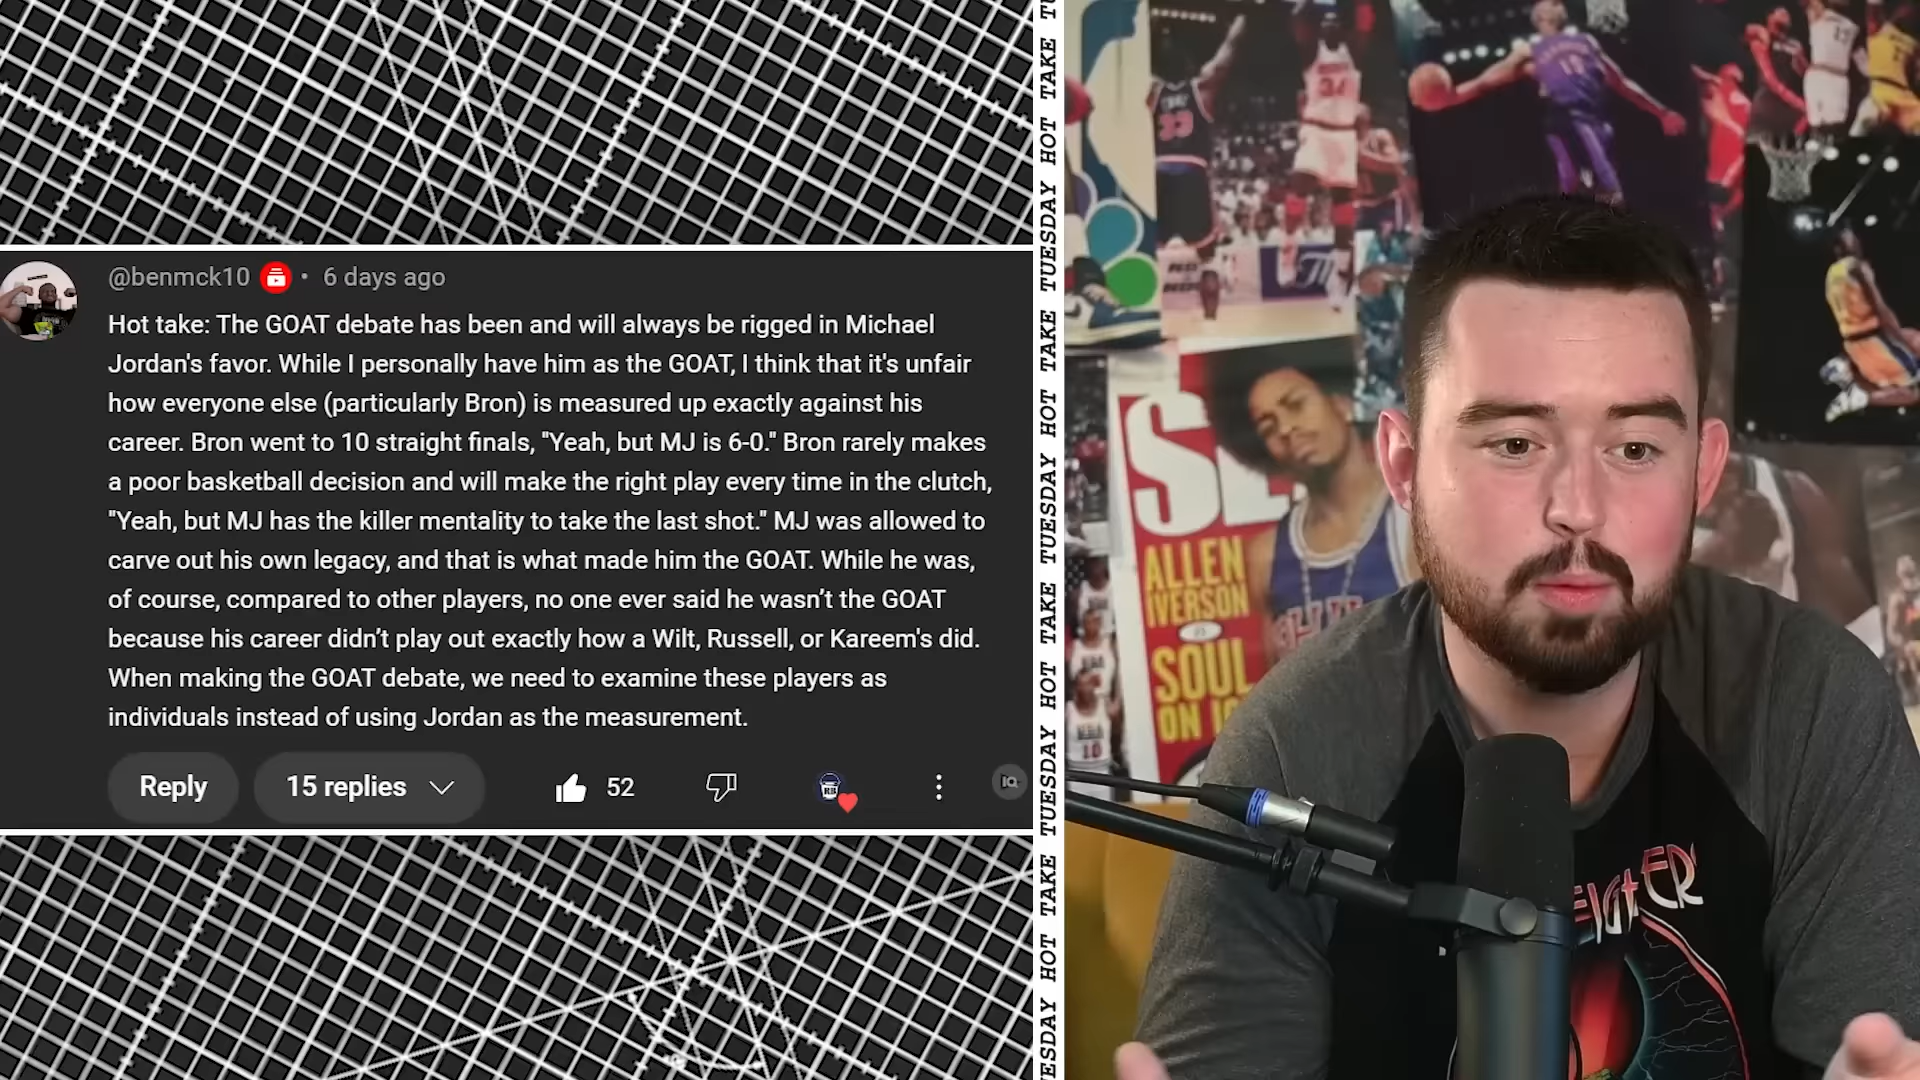 @benmck10 • 6 days ago
Hot take: The GOAT debate has been and will always be rigged in Michael
Jordan's favor. While I personally have him as the GOAT, I think that it's unfair
how everyone else (particularly Bron) is measured up exactly against his
career. Bron went to 10 straight finals, "Yeah, but MJ is 6-0." Bron rarely makes
a poor basketball decision and will make the right play every time in the clutch,
"Yeah, but MJ has the killer mentality to take the last shot." MJ was allowed to
carve out his own legacy, and that is what made him the GOAT. While he was,
of course, compared to other players, no one ever said he wasn’t the GOAT
because his career didn’t play out exactly how a Wilt, Russell, or Kareem's did.
When making the GOAT debate, we need to examine these players as
individuals instead of using Jordan as the measurement.
Reply 15 replies 52
HOT TAKE TUESDAY HOT TAKE TUESDAY HOT TAKE TUESDAY
33
34
15
ALLEN
IVERSON
SOUL
ON
10